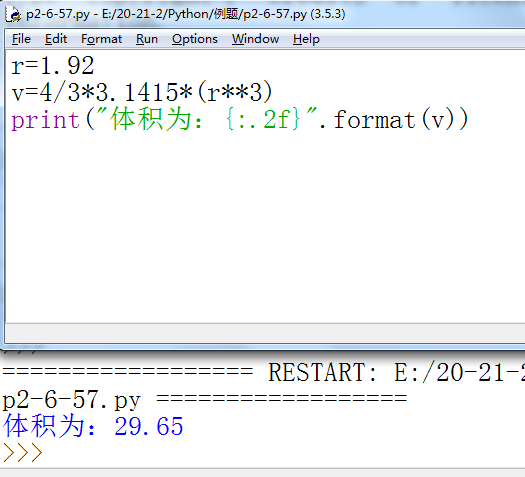 p2-6-57.py - E:/20-21-2/Python/例题/p2-6-57.py (3.5.3)
File Edit Format Run Options Window Help
r=1.92
v=4/3*3.1415*(r**3)
print("体积为：{:.2f}".format(v))
=================== RESTART: E:/20-21-2
p2-6-57.py ==================
体积为：29.65
>>>